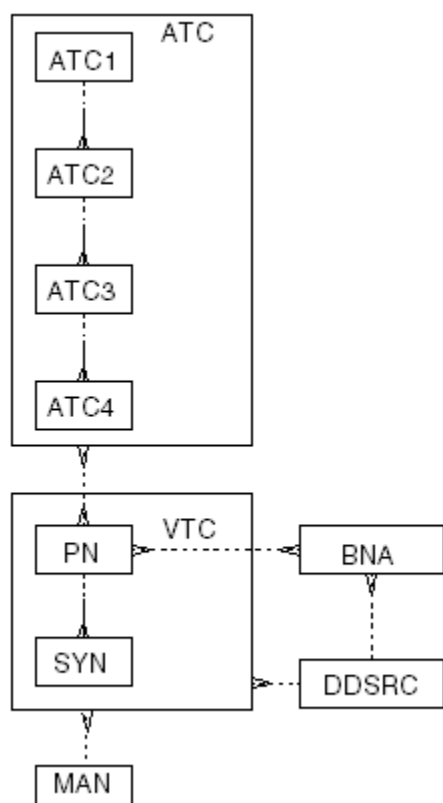 ATC
ATC1
ATC2
ATC3
ATC4
VTC
PN
BNA
SYN
DDSRC
MAN